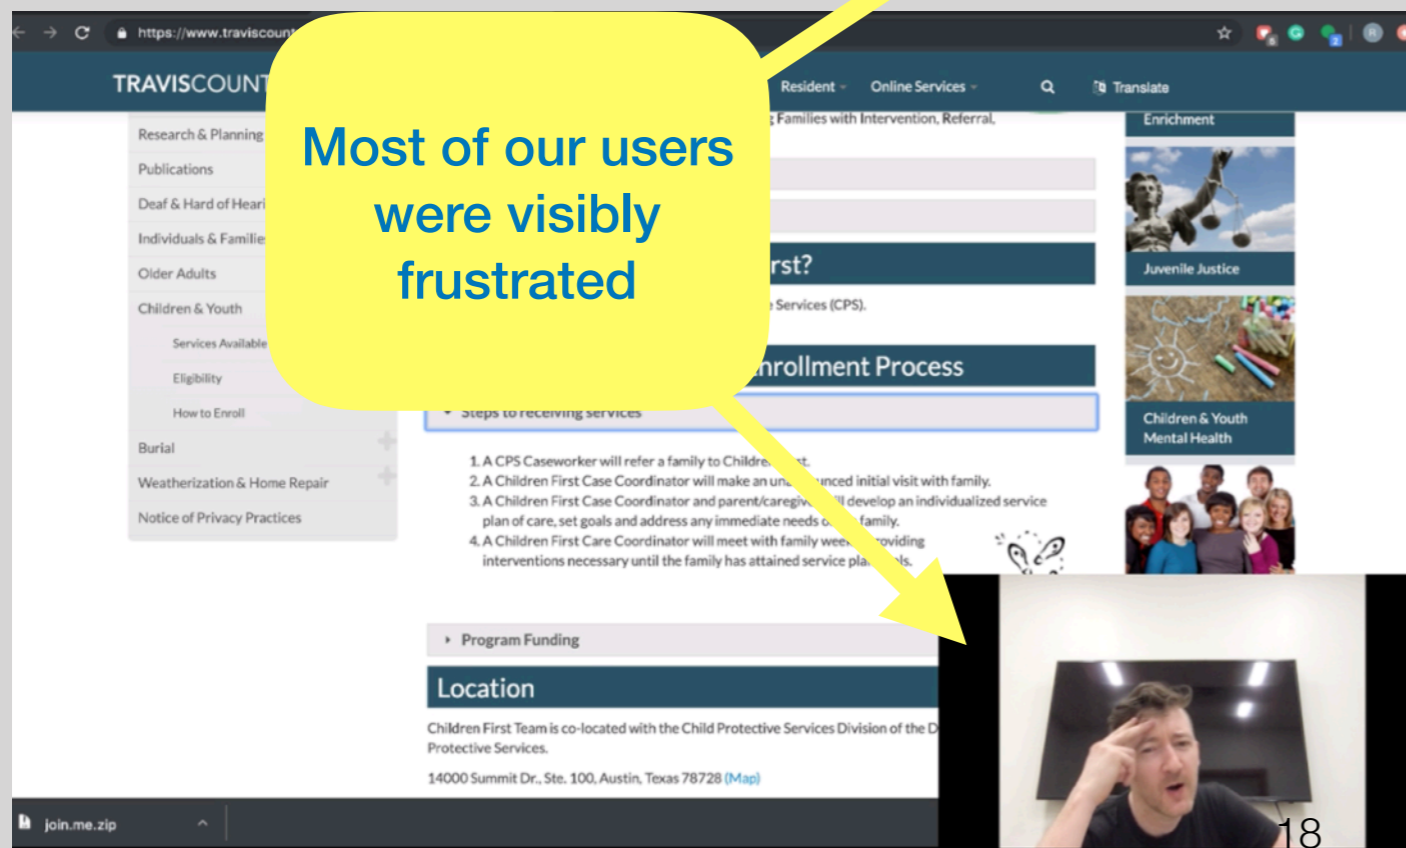 https://www.traviscount
TRAVISCOUNT
Resident
Online Services
Translate
Most of our users
were visibly
frustrated
Research & Planning
Publications
Deaf & Hard of Heari
Individuals & Familie
Older Adults
Children & Youth
Services Available
Eligibility
How to Enroll
Burial
Weatherization & Home Repair
Notice of Privacy Practices
Families with Intervention, Referral,
rst?
Services (CPS).
nrollment Process
Steps to receiving services
1. A CPS Caseworker will refer a family to Childre st.
2. A Children First Case Coordinator will make an una unced initial visit with family.
3. A Children First Case Coordinator and parent/caregiv ll develop an individualized service
plan of care, set goals and address any immediate needs o family.
4. A Children First Care Coordinator will meet with family week oviding
interventions necessary until the family has attained service pla ls.
Program Funding
Location
Children First Team is co-located with the Child Protective Services Division of the D
Protective Services.
14000 Summit Dr., Ste. 100, Austin, Texas 78728 (Map)
Enrichment
Juvenile Justice
Children & Youth
Mental Health
join.me.zip
18